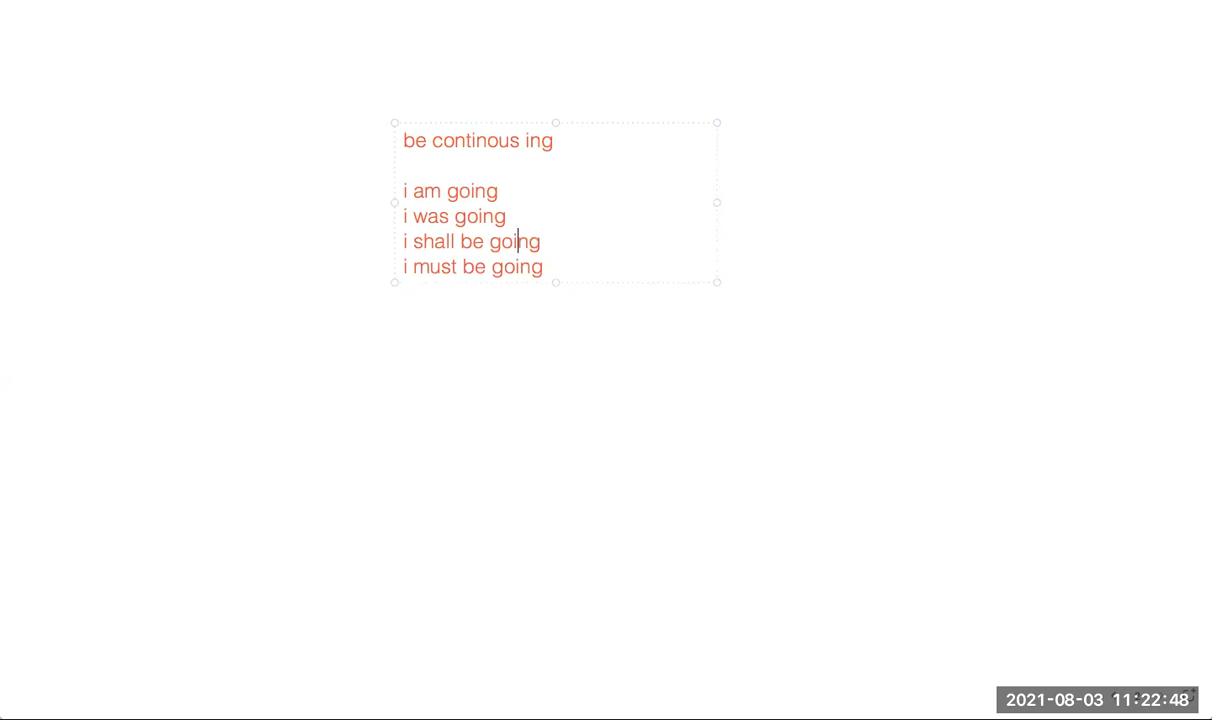 be continous ing
i am going
i was going
i shall be going
i must be going
2021-08-03 11:22:48